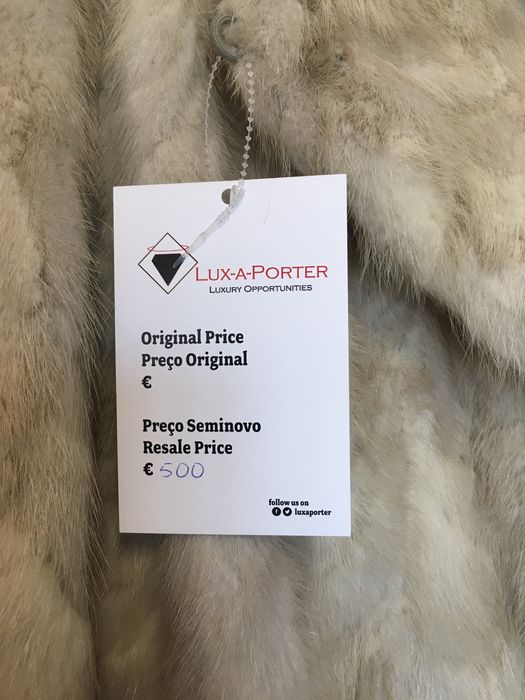 LUX-A-PORTER
LUXURY OPPORTUNITIES
Original Price
Preço Original
€
Preço Seminovo
Resale Price
€ 500
follow us on
luxaporter